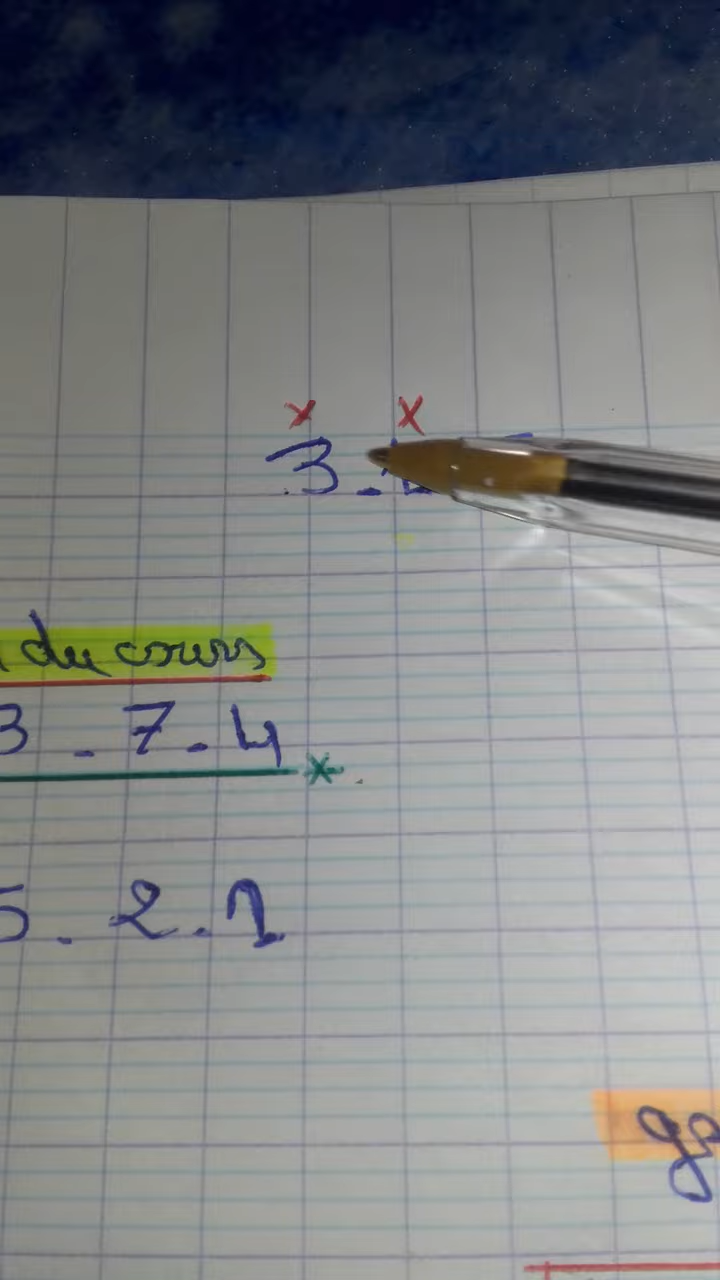 x x
3 .
du cours
3 . 7 . 4
x
5 . 2 . 1